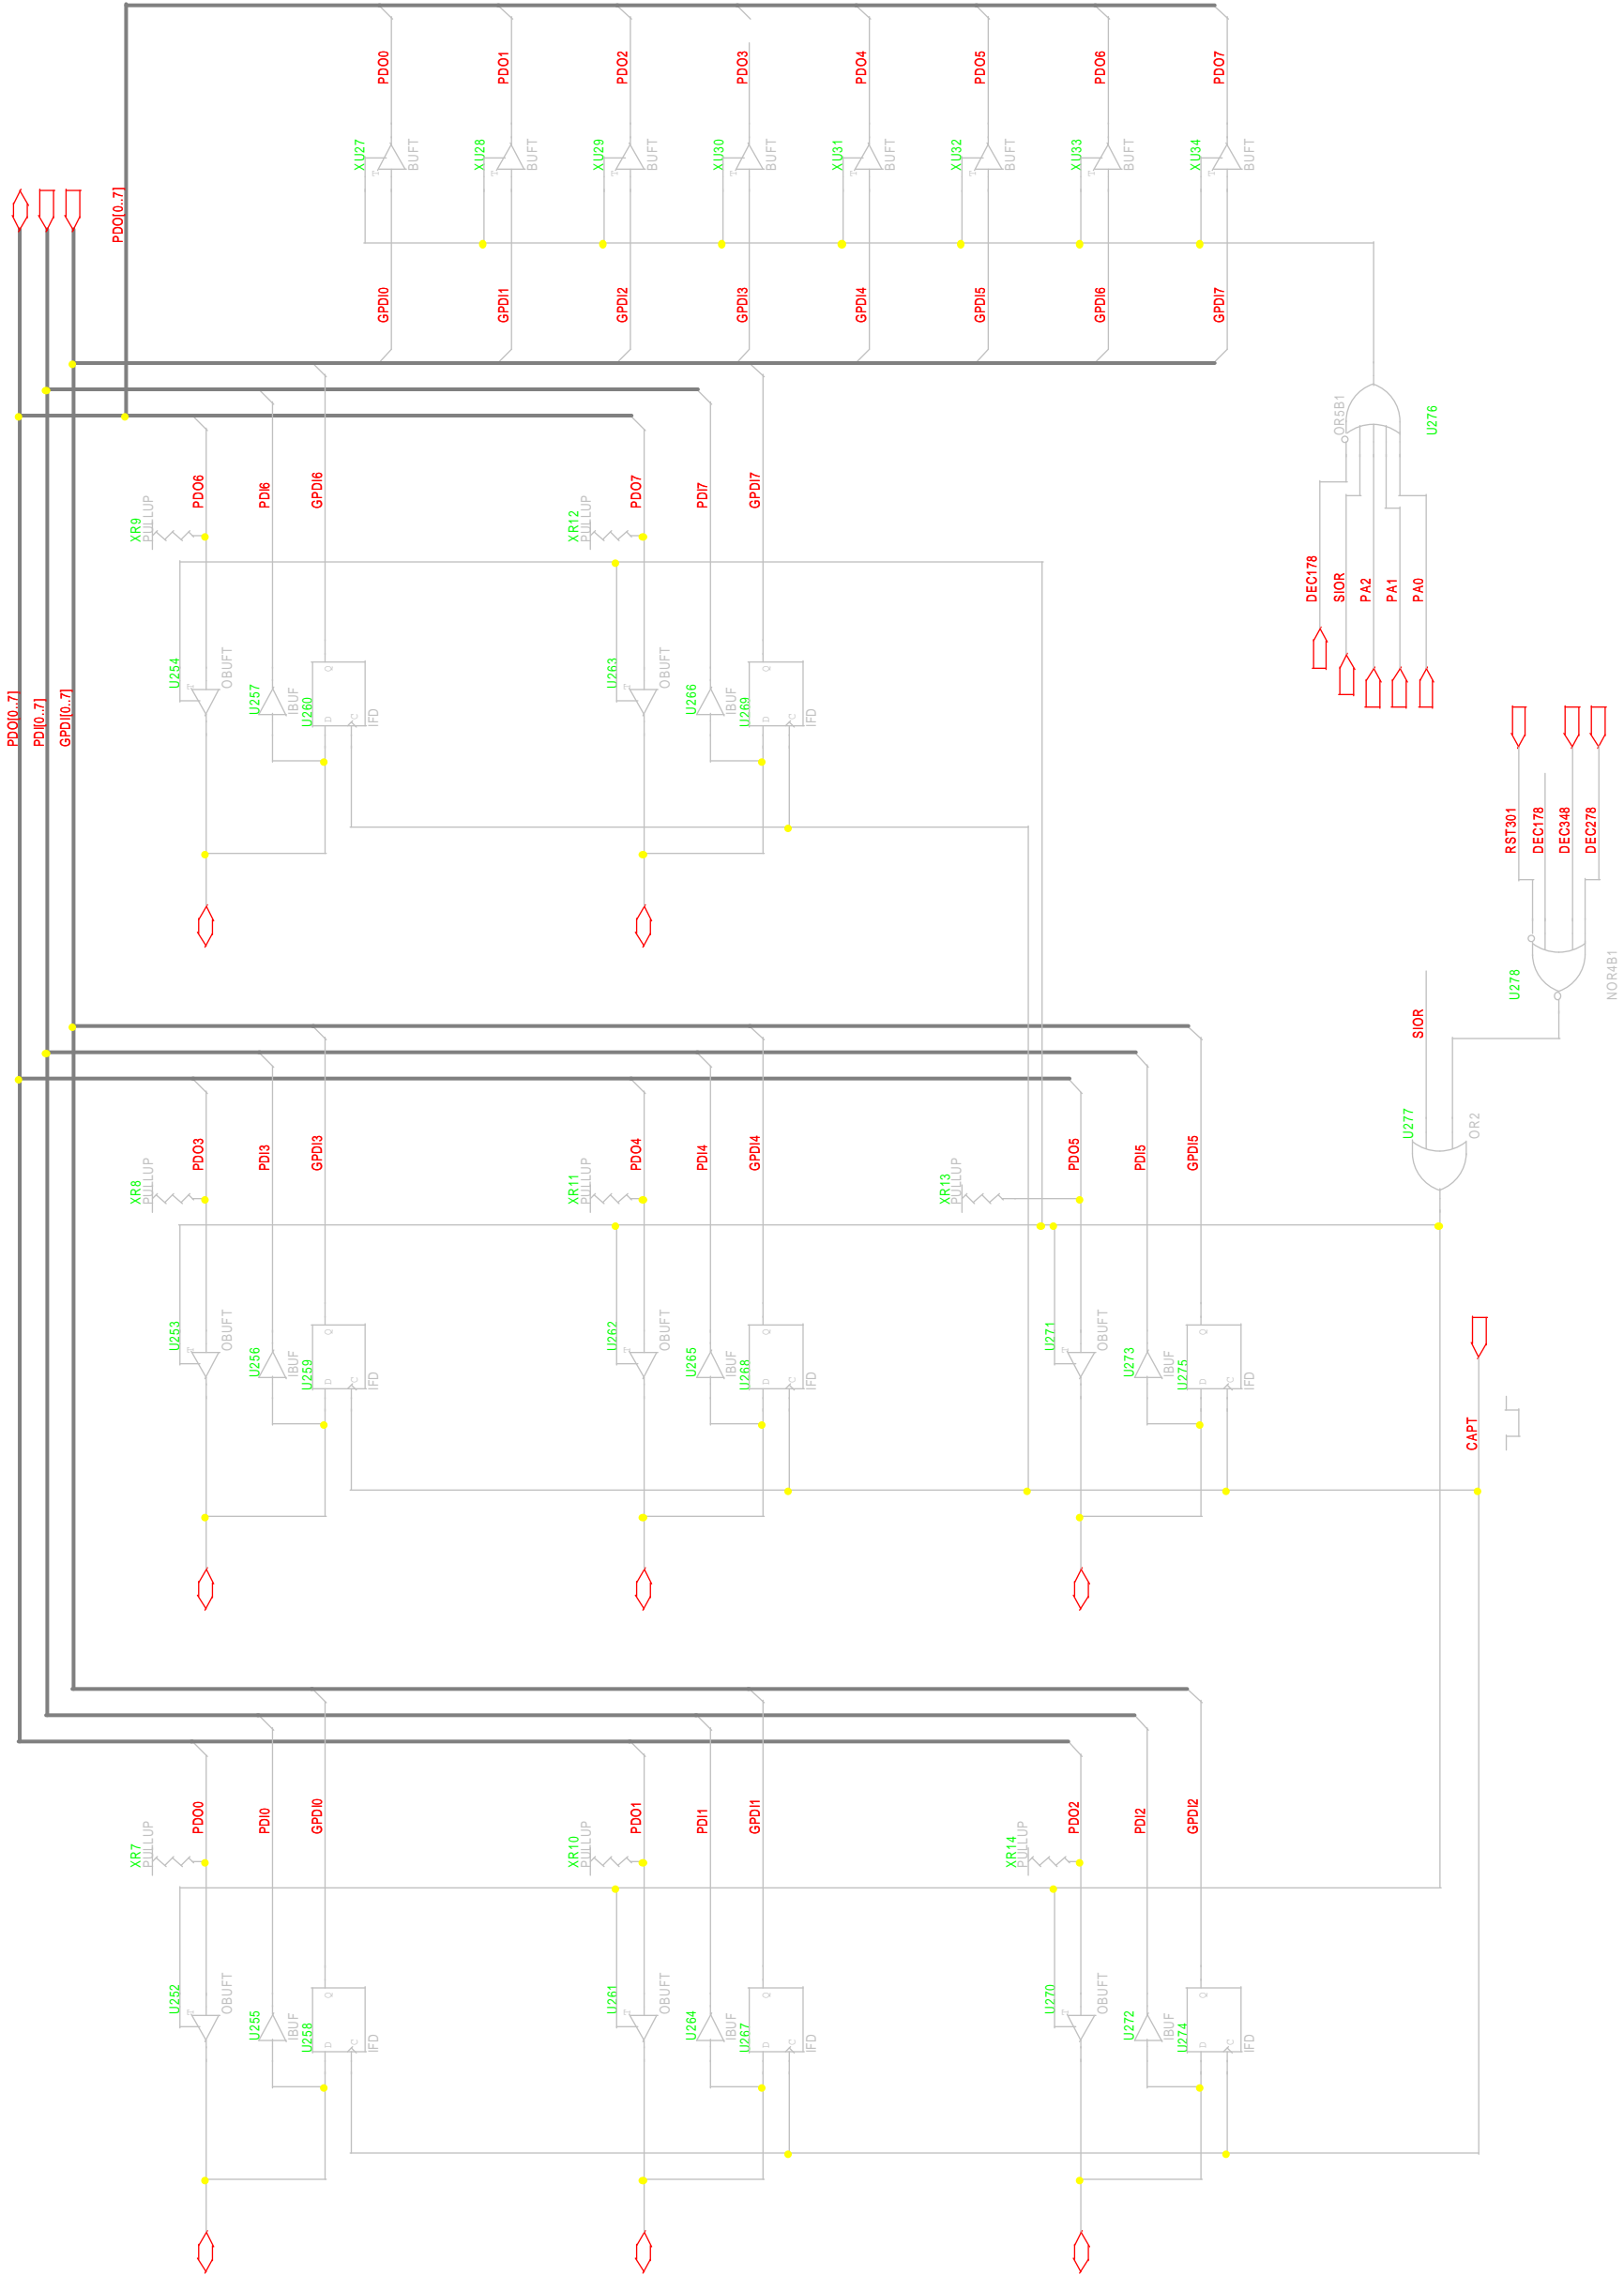 PDO0
PDO1
PDO2
PDO3
PDO4
PDO5
PDO6
PDO7
XU27
T
BUFT
XU28
T
BUFT
XU29
T
BUFT
XU30
T
BUFT
XU31
T
BUFT
XU32
T
BUFT
XU33
T
BUFT
XU34
T
BUFT
PDO[0..7]
GPDI0
GPDI1
GPDI2
GPDI3
GPDI4
GPDI5
GPDI6
GPDI7
OR5B1
U276
DEC178
SIOR
PA2
PA1
PA0
XR9
PULLUP
PDO6
PDI6
GPDI6
XR12
PULLUP
PDO7
PDI7
GPDI7
U254
T
OBUFT
U257
IBUF
U260
Q
D
C
IFD
U263
T
OBUFT
U266
IBUF
U269
Q
D
C
IFD
PDO[0..7]
PDI[0..7]
GPDI[0..7]
RST301
DEC178
DEC348
DEC278
U278
NOR4B1
SIOR
U277
OR2
XR8
PULLUP
PDO3
PDI3
GPDI3
XR11
PULLUP
PDO4
PDI4
GPDI4
XR13
PULLUP
PDO5
PDI5
GPDI5
U253
T
OBUFT
U256
IBUF
U259
Q
D
C
IFD
U262
T
OBUFT
U265
IBUF
U268
Q
D
C
IFD
U271
T
OBUFT
U273
IBUF
U275
Q
D
C
IFD
CAPT
XR7
PULLUP
PDO0
PDI0
GPDI0
XR10
PULLUP
PDO1
PDI1
GPDI1
XR14
PULLUP
PDO2
PDI2
GPDI2
U252
T
OBUFT
U255
IBUF
U258
Q
D
C
IFD
U261
T
OBUFT
U264
IBUF
U267
Q
D
C
IFD
U270
T
OBUFT
U272
IBUF
U274
Q
D
C
IFD